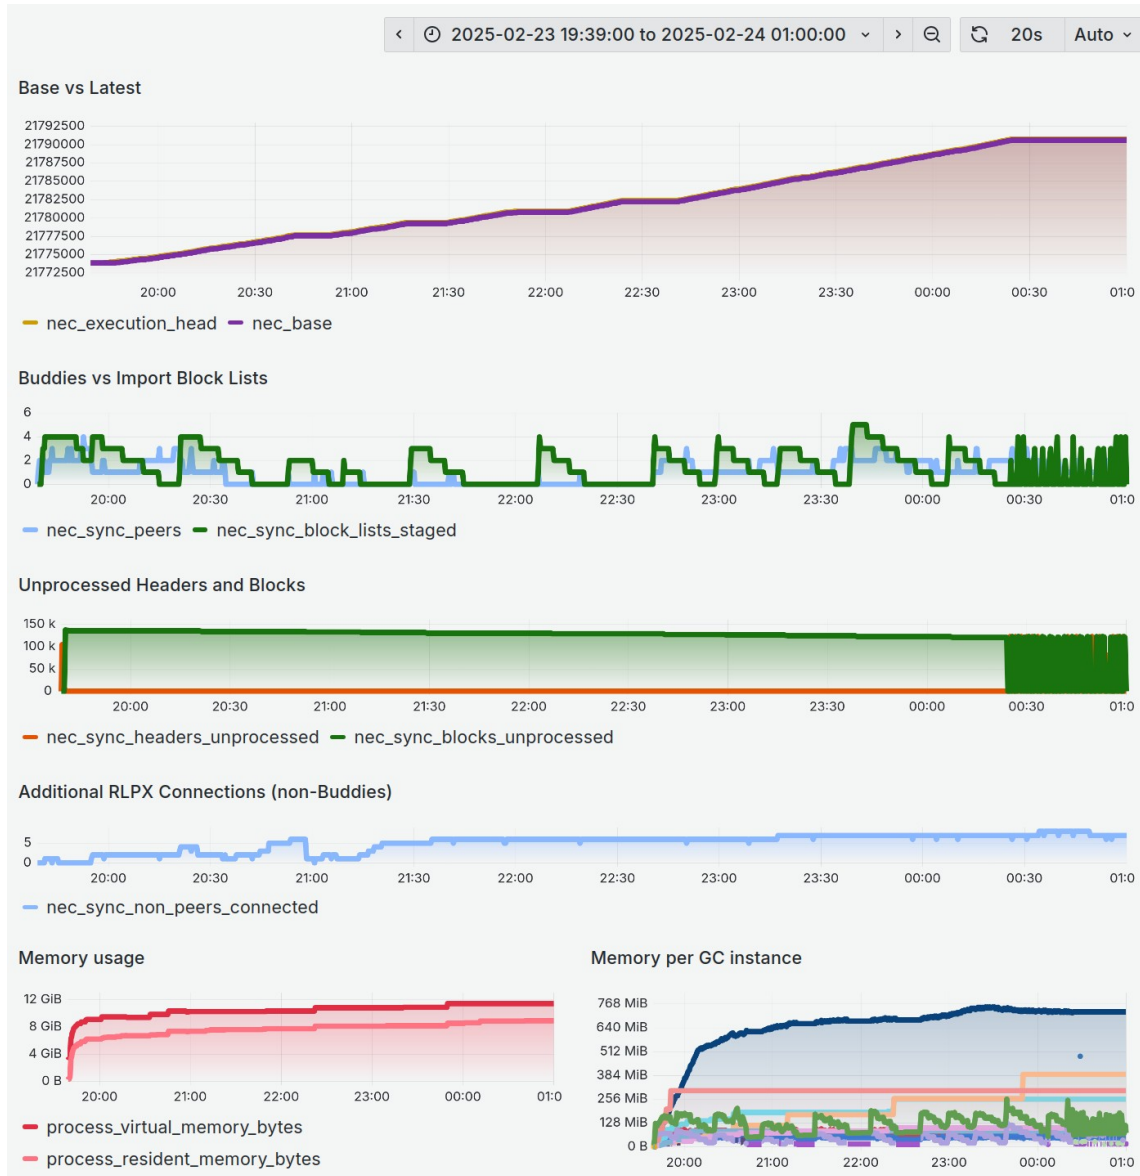 2025-02-23 19:39:00 to 2025-02-24 01:00:00 20s Auto
Base vs Latest
21792500
21790000
21787500
21785000
21782500
21780000
21777500
21775000
21772500
20:00 20:30 21:00 21:30 22:00 22:30 23:00 23:30 00:00 00:30 01:0
nec_execution_head nec_base
Buddies vs Import Block Lists
6
4
2
0
20:00 20:30 21:00 21:30 22:00 22:30 23:00 23:30 00:00 00:30 01:0
nec_sync_peers nec_sync_block_lists_staged
Unprocessed Headers and Blocks
150 k
100 k
50 k
0
20:00 20:30 21:00 21:30 22:00 22:30 23:00 23:30 00:00 00:30 01:0
nec_sync_headers_unprocessed nec_sync_blocks_unprocessed
Additional RLPX Connections (non-Buddies)
5
0
20:00 20:30 21:00 21:30 22:00 22:30 23:00 23:30 00:00 00:30 01:0
nec_sync_non_peers_connected
Memory usage
12 GiB
8 GiB
4 GiB
0 B
20:00 21:00 22:00 23:00 00:00 01:0
process_virtual_memory_bytes
process_resident_memory_bytes
Memory per GC instance
768 MiB
640 MiB
512 MiB
384 MiB
256 MiB
128 MiB
0 B
20:00 21:00 22:00 23:00 00:00 01:0